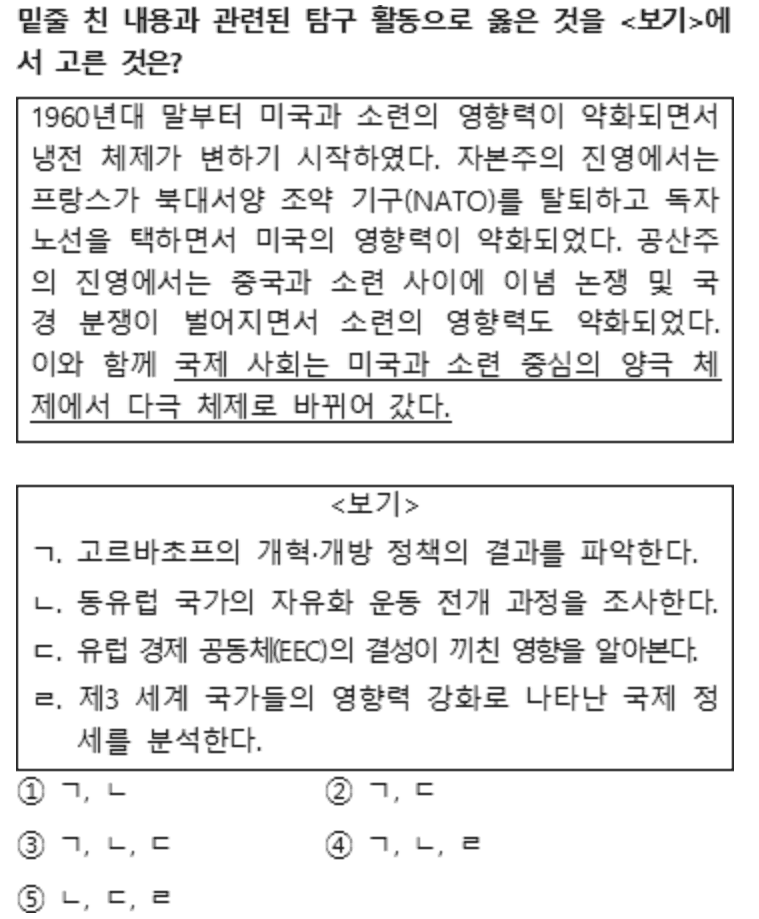 밑줄 친 내용과 관련된 탐구 활동으로 옳은 것을 <보기>에
서 고른 것은?
1960년대 말부터 미국과 소련의 영향력이 약화되면서
냉전 체제가 변하기 시작하였다. 자본주의 진영에서는
프랑스가 북대서양 조약 기구(NATO)를 탈퇴하고 독자
노선을 택하면서 미국의 영향력이 약화되었다. 공산주
의 진영에서는 중국과 소련 사이에 이념 논쟁 및 국
경 분쟁이 벌어지면서 소련의 영향력도 약화되었다.
이와 함께 국제 사회는 미국과 소련 중심의 양극 체
제에서 다극 체제로 바뀌어 갔다.
<보기>
ㄱ. 고르바초프의 개혁·개방 정책의 결과를 파악한다.
ㄴ. 동유럽 국가의 자유화 운동 전개 과정을 조사한다.
ㄷ. 유럽 경제 공동체(EEC)의 결성이 끼친 영향을 알아본다.
ㄹ. 제3 세계 국가들의 영향력 강화로 나타난 국제 정
세를 분석한다.
① ㄱ, ㄴ ② ㄱ, ㄷ
③ ㄱ, ㄴ, ㄷ ④ ㄱ, ㄴ, ㄹ
⑤ ㄴ, ㄷ, ㄹ